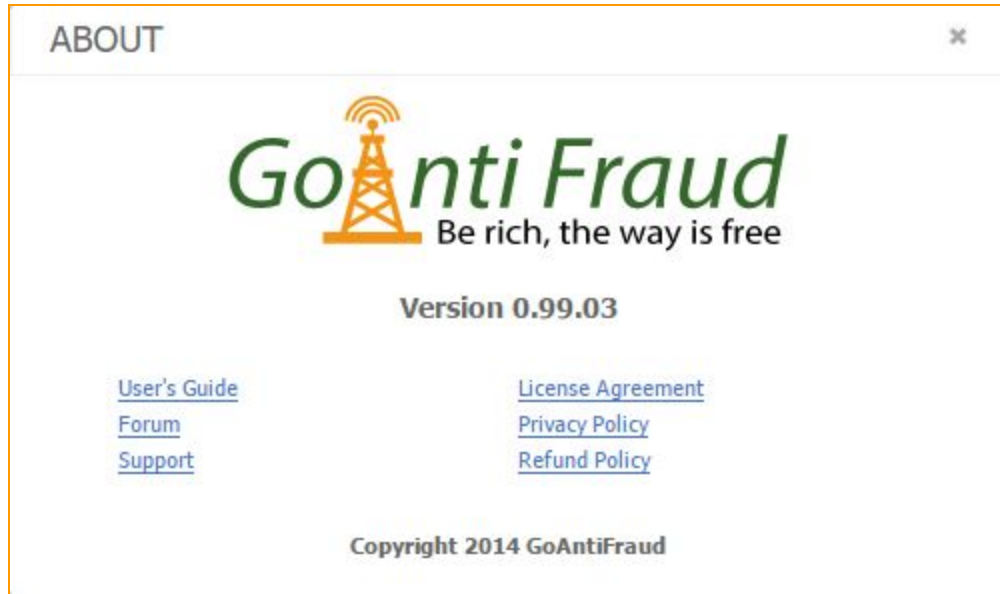 ABOUT
GoAnti Fraud
Be rich, the way is free
Version 0.99.03
User's Guide
License Agreement
Forum
Privacy Policy
Support
Refund Policy
Copyright 2014 GoAntiFraud